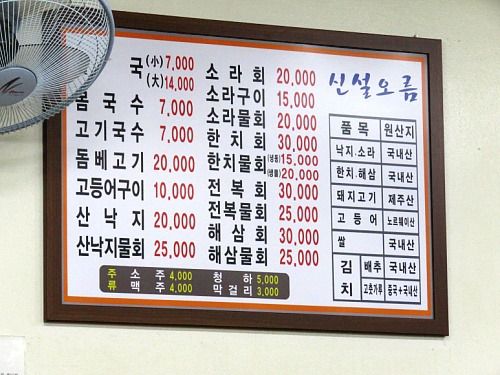 국 (小) 7,000
(大) 14,000
몸 국 수 7,000
고기국수 7,000
돔베고기 20,000
고등어구이 10,000
산 낙 지 20,000
산낙지물회 25,000
소 라 회 20,000
소라구이 15,000
소라물회 20,000
한 치 회 30,000
한치물회 (냉동)15,000
(생물)20,000
전 복 회 30,000
전복물회 25,000
해 삼 회 30,000
해삼물회 25,000
주류
소 주 4,000 청 하 5,000
맥 주 4,000 막걸리 3,000
신설오름
품 목 원산지
낙지.소라 국내산
한치.해삼 국내산
돼지고기 제주산
고 등 어 노르웨이산
쌀 국내산
김치 배추 국내산
고춧가루 중국+국내산